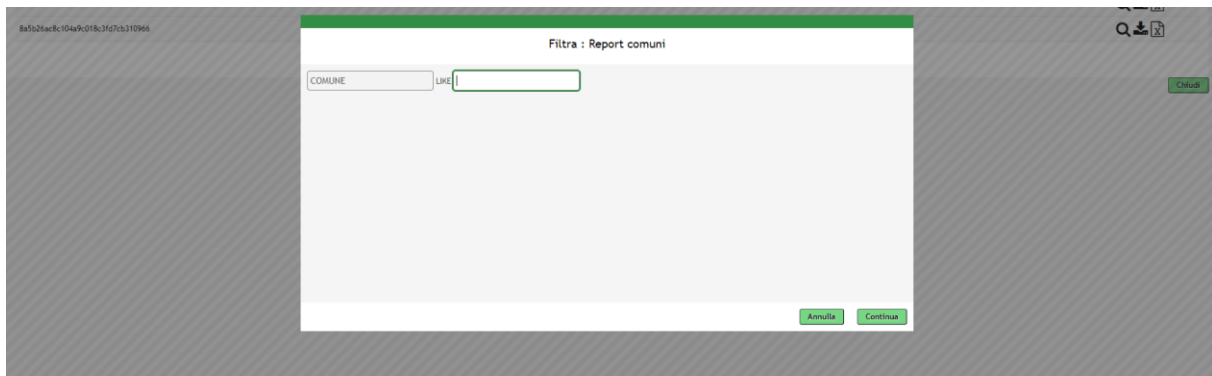 8a5b26ac8c104a9c018c3fd7cb310966
Filtra : Report comuni
COMUNE LIKE
Chiudi
Annulla Continua